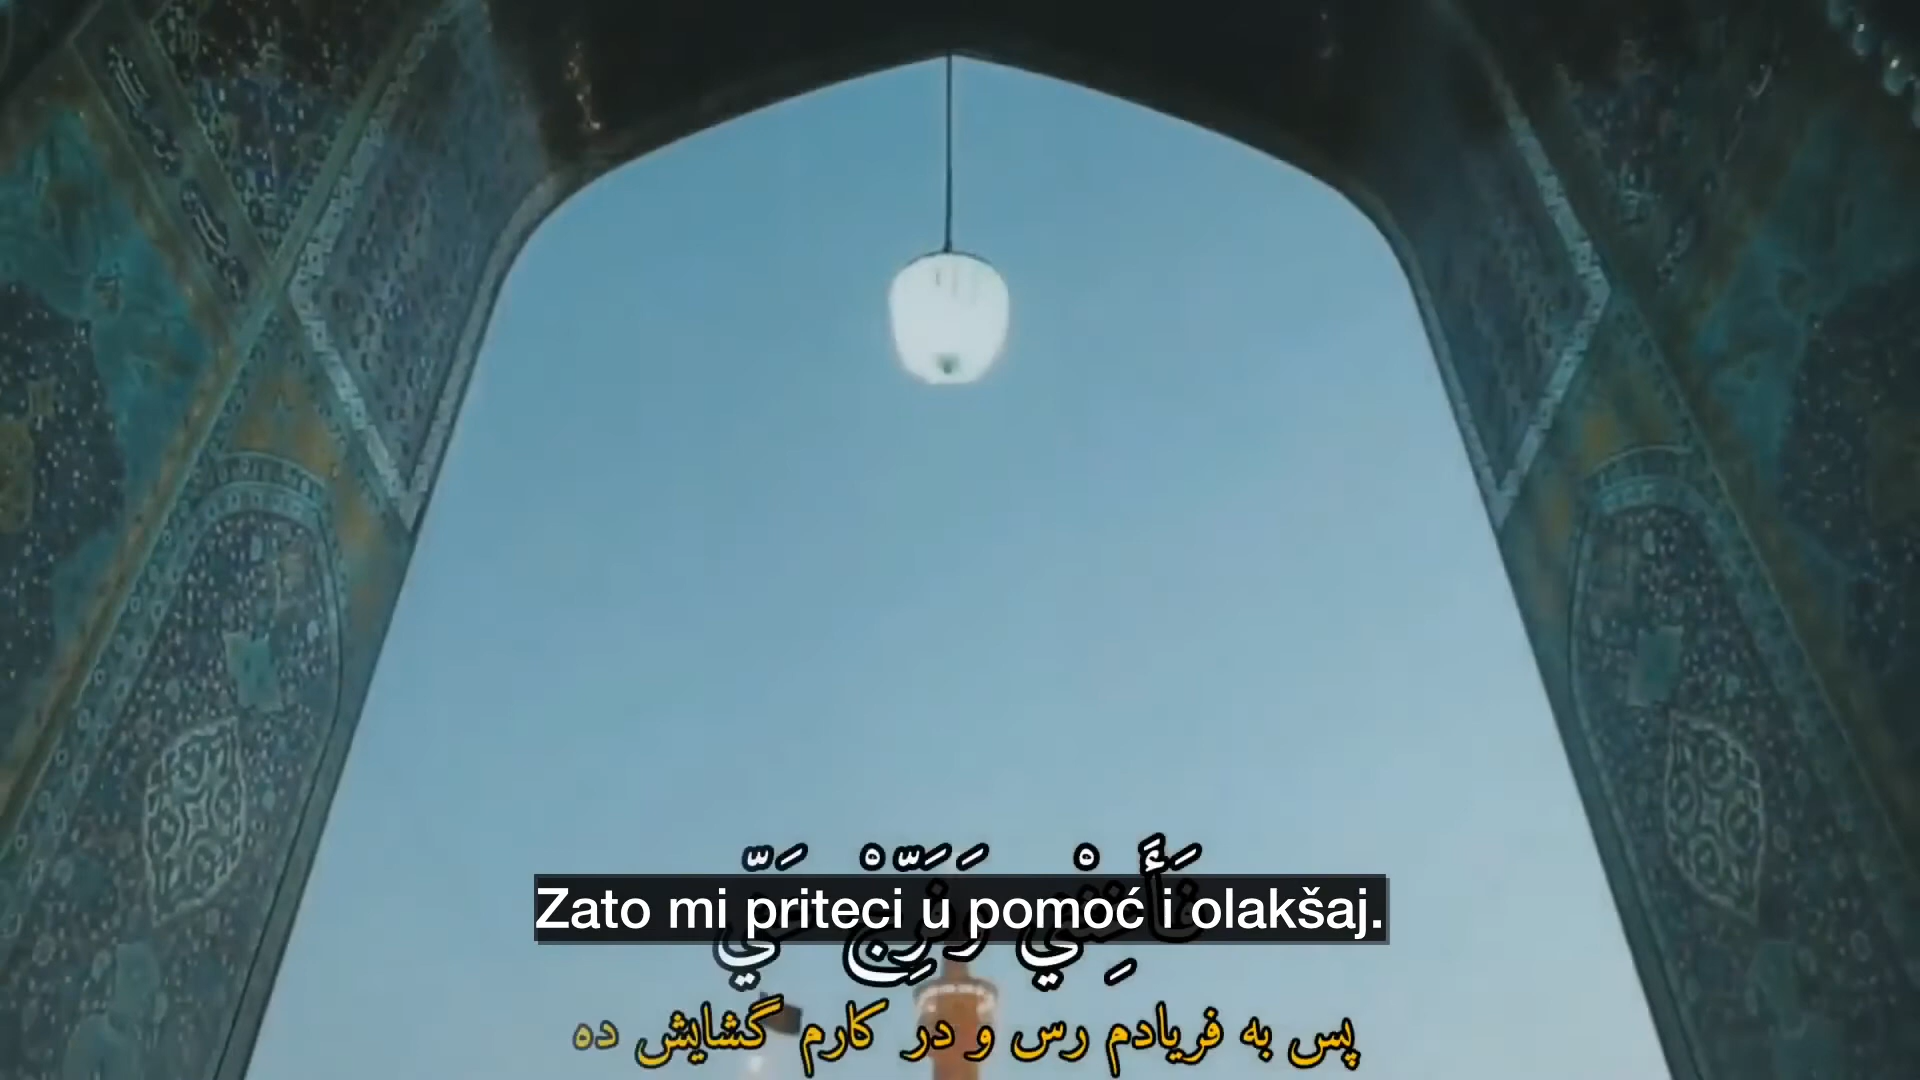 فَأَغِثْنِي وَفَرِّجْ عَنِّي
Zato mi priteci u pomoć i olakšaj.
پس به فریادم رس و در کارم گشایش ده